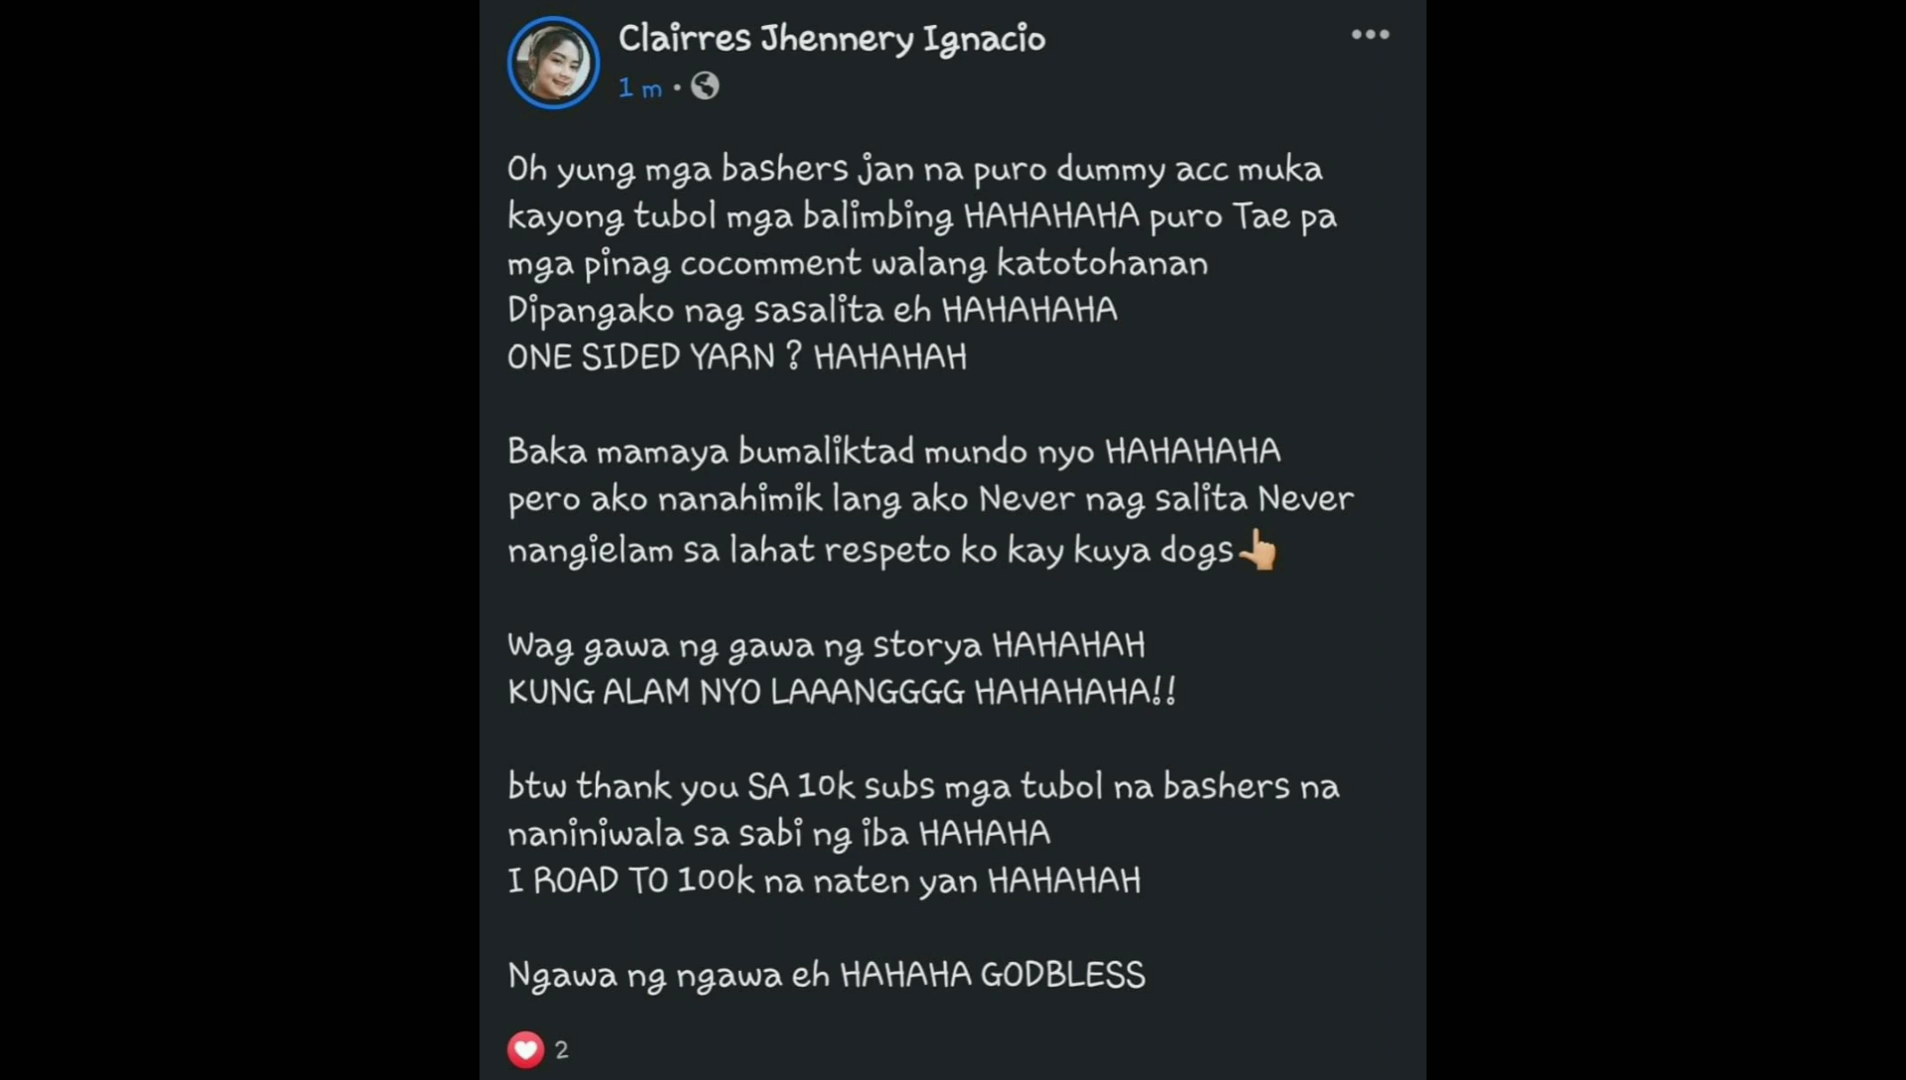 Clairres Jhennery Ignacio
1 m
Oh yung mga bashers jan na puro dummy acc muka
kayong tubol mga balimbing HAHAHAHA puro Tae pa
mga pinag cocomment walang katotohanan
Dipangako nag sasalita eh HAHAHAHA
ONE SIDED YARN ? HAHAHAH
Baka mamaya bumaliktad mundo nyo HAHAHAHA
pero ako nanahimik lang ako Never nag salita Never
nangielam sa lahat respeto ko kay kuya dogs👆
Wag gawa ng gawa ng storya HAHAHAH
KUNG ALAM NYO LAAANGGGG HAHAHAHA!!
btw thank you SA 10k subs mga tubol na bashers na
naniniwala sa sabi ng iba HAHAHA
I ROAD TO 100k na naten yan HAHAHAH
Ngawa ng ngawa eh HAHAHA GODBLESS
2